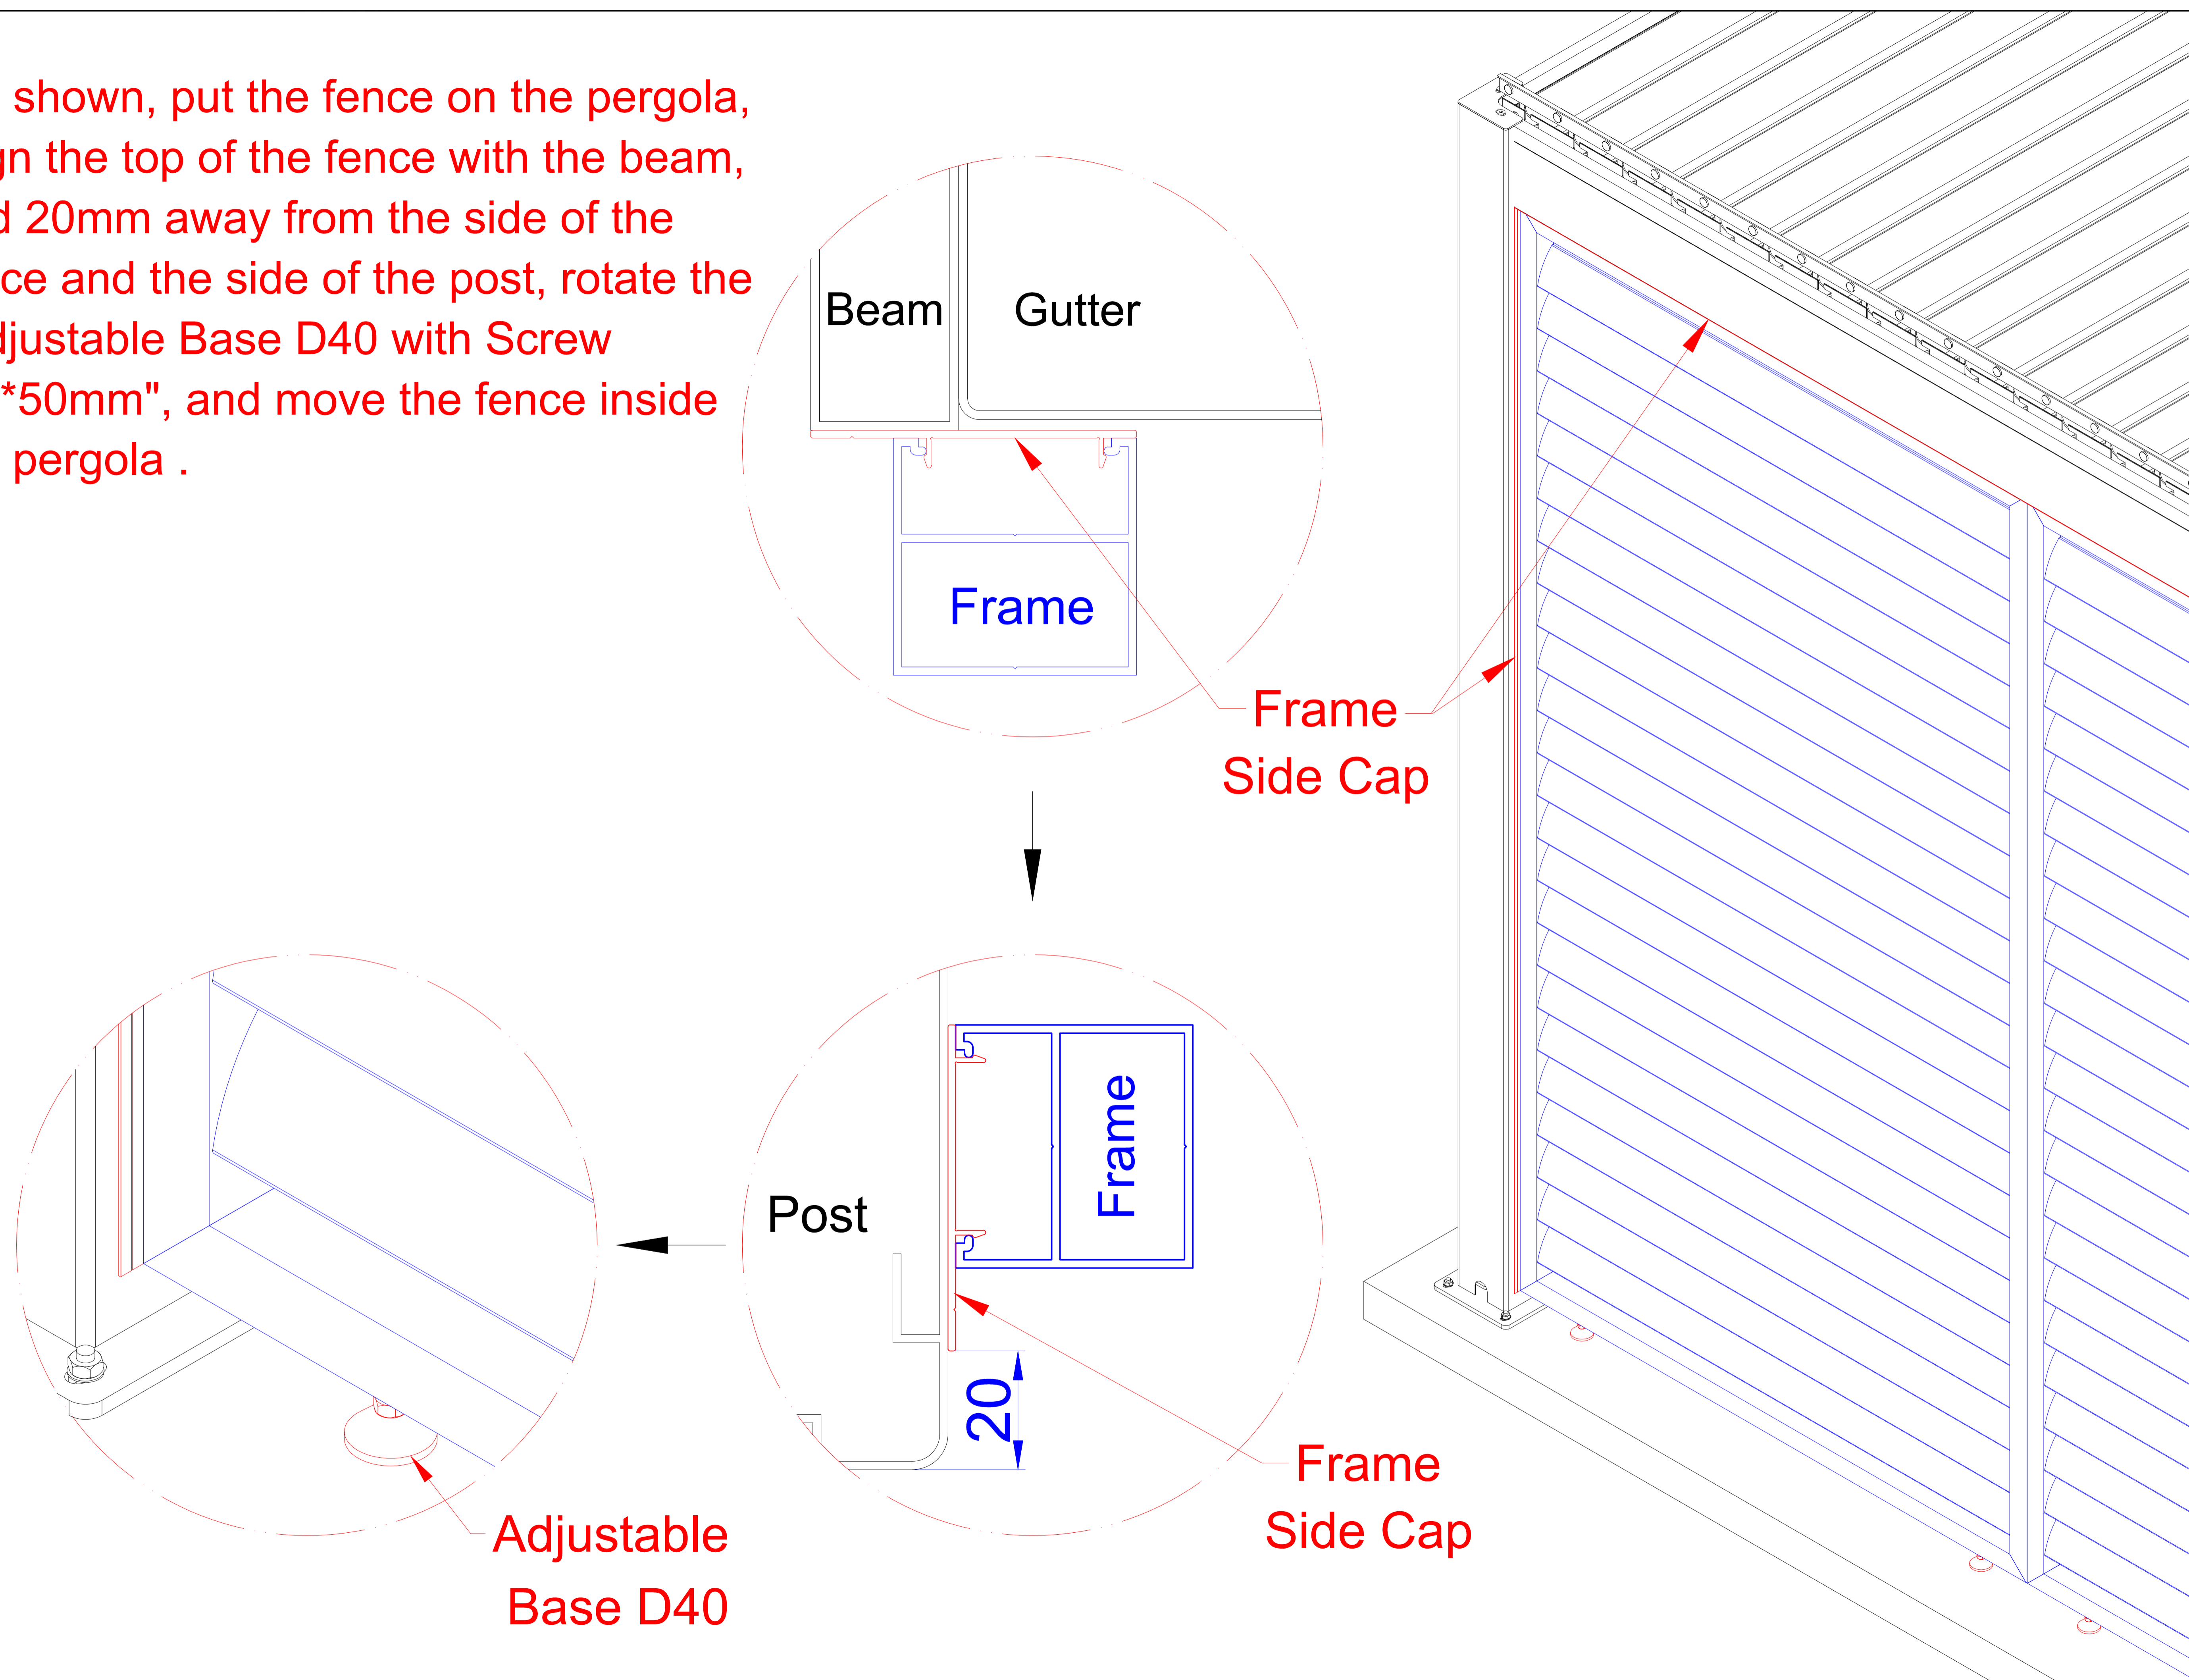 shown, put the fence on the pergola,
gn the top of the fence with the beam,
d 20mm away from the side of the
ce and the side of the post, rotate the
djustable Base D40 with Screw
*50mm", and move the fence inside
pergola .
Beam
Gutter
Frame
Frame
Side Cap
Post
Frame
20
Frame
Side Cap
Adjustable
Base D40